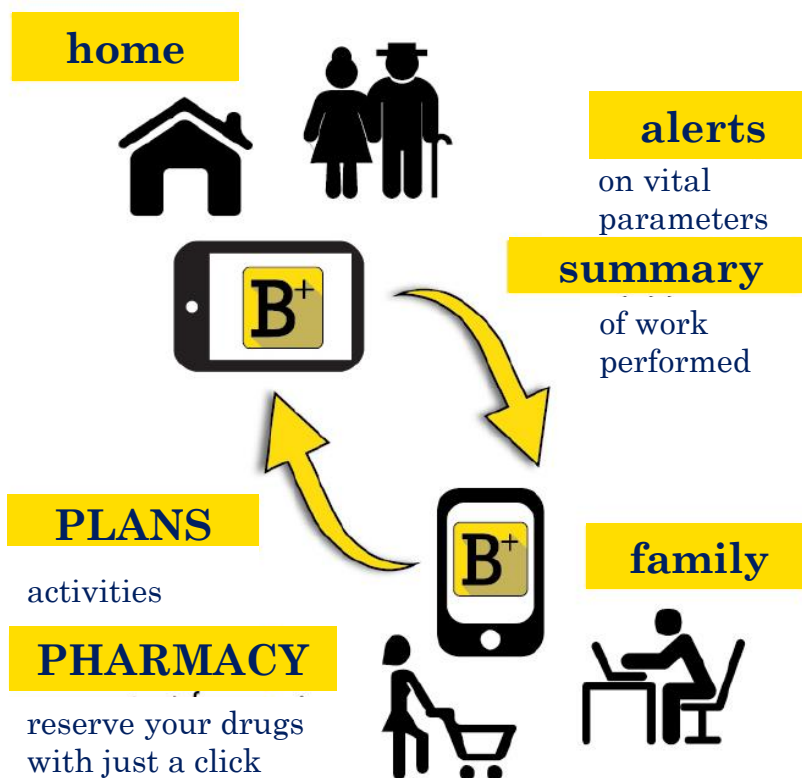 home
alerts
on vital
parameters
summary
of work
performed
B+
PLANS
activities
B+
family
PHARMACY
reserve your drugs
with just a click